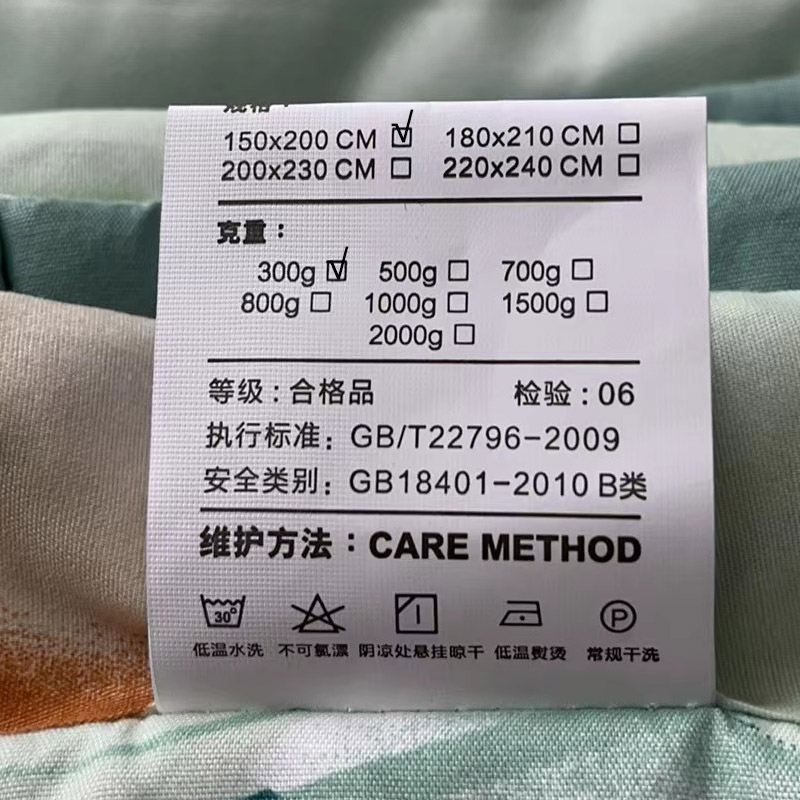 规格：
150x200 CM ☑ 180x210 CM □
200x230 CM □ 220x240 CM □
克重：
300g ☑ 500g □ 700g □
800g □ 1000g □ 1500g □
2000g □
等级：合格品 检验：06
执行标准：GB/T22796-2009
安全类别：GB18401-2010 B类
维护方法：CARE METHOD
30° P
低温水洗 不可氯漂 阴凉处悬挂晾干 低温熨烫 常规干洗